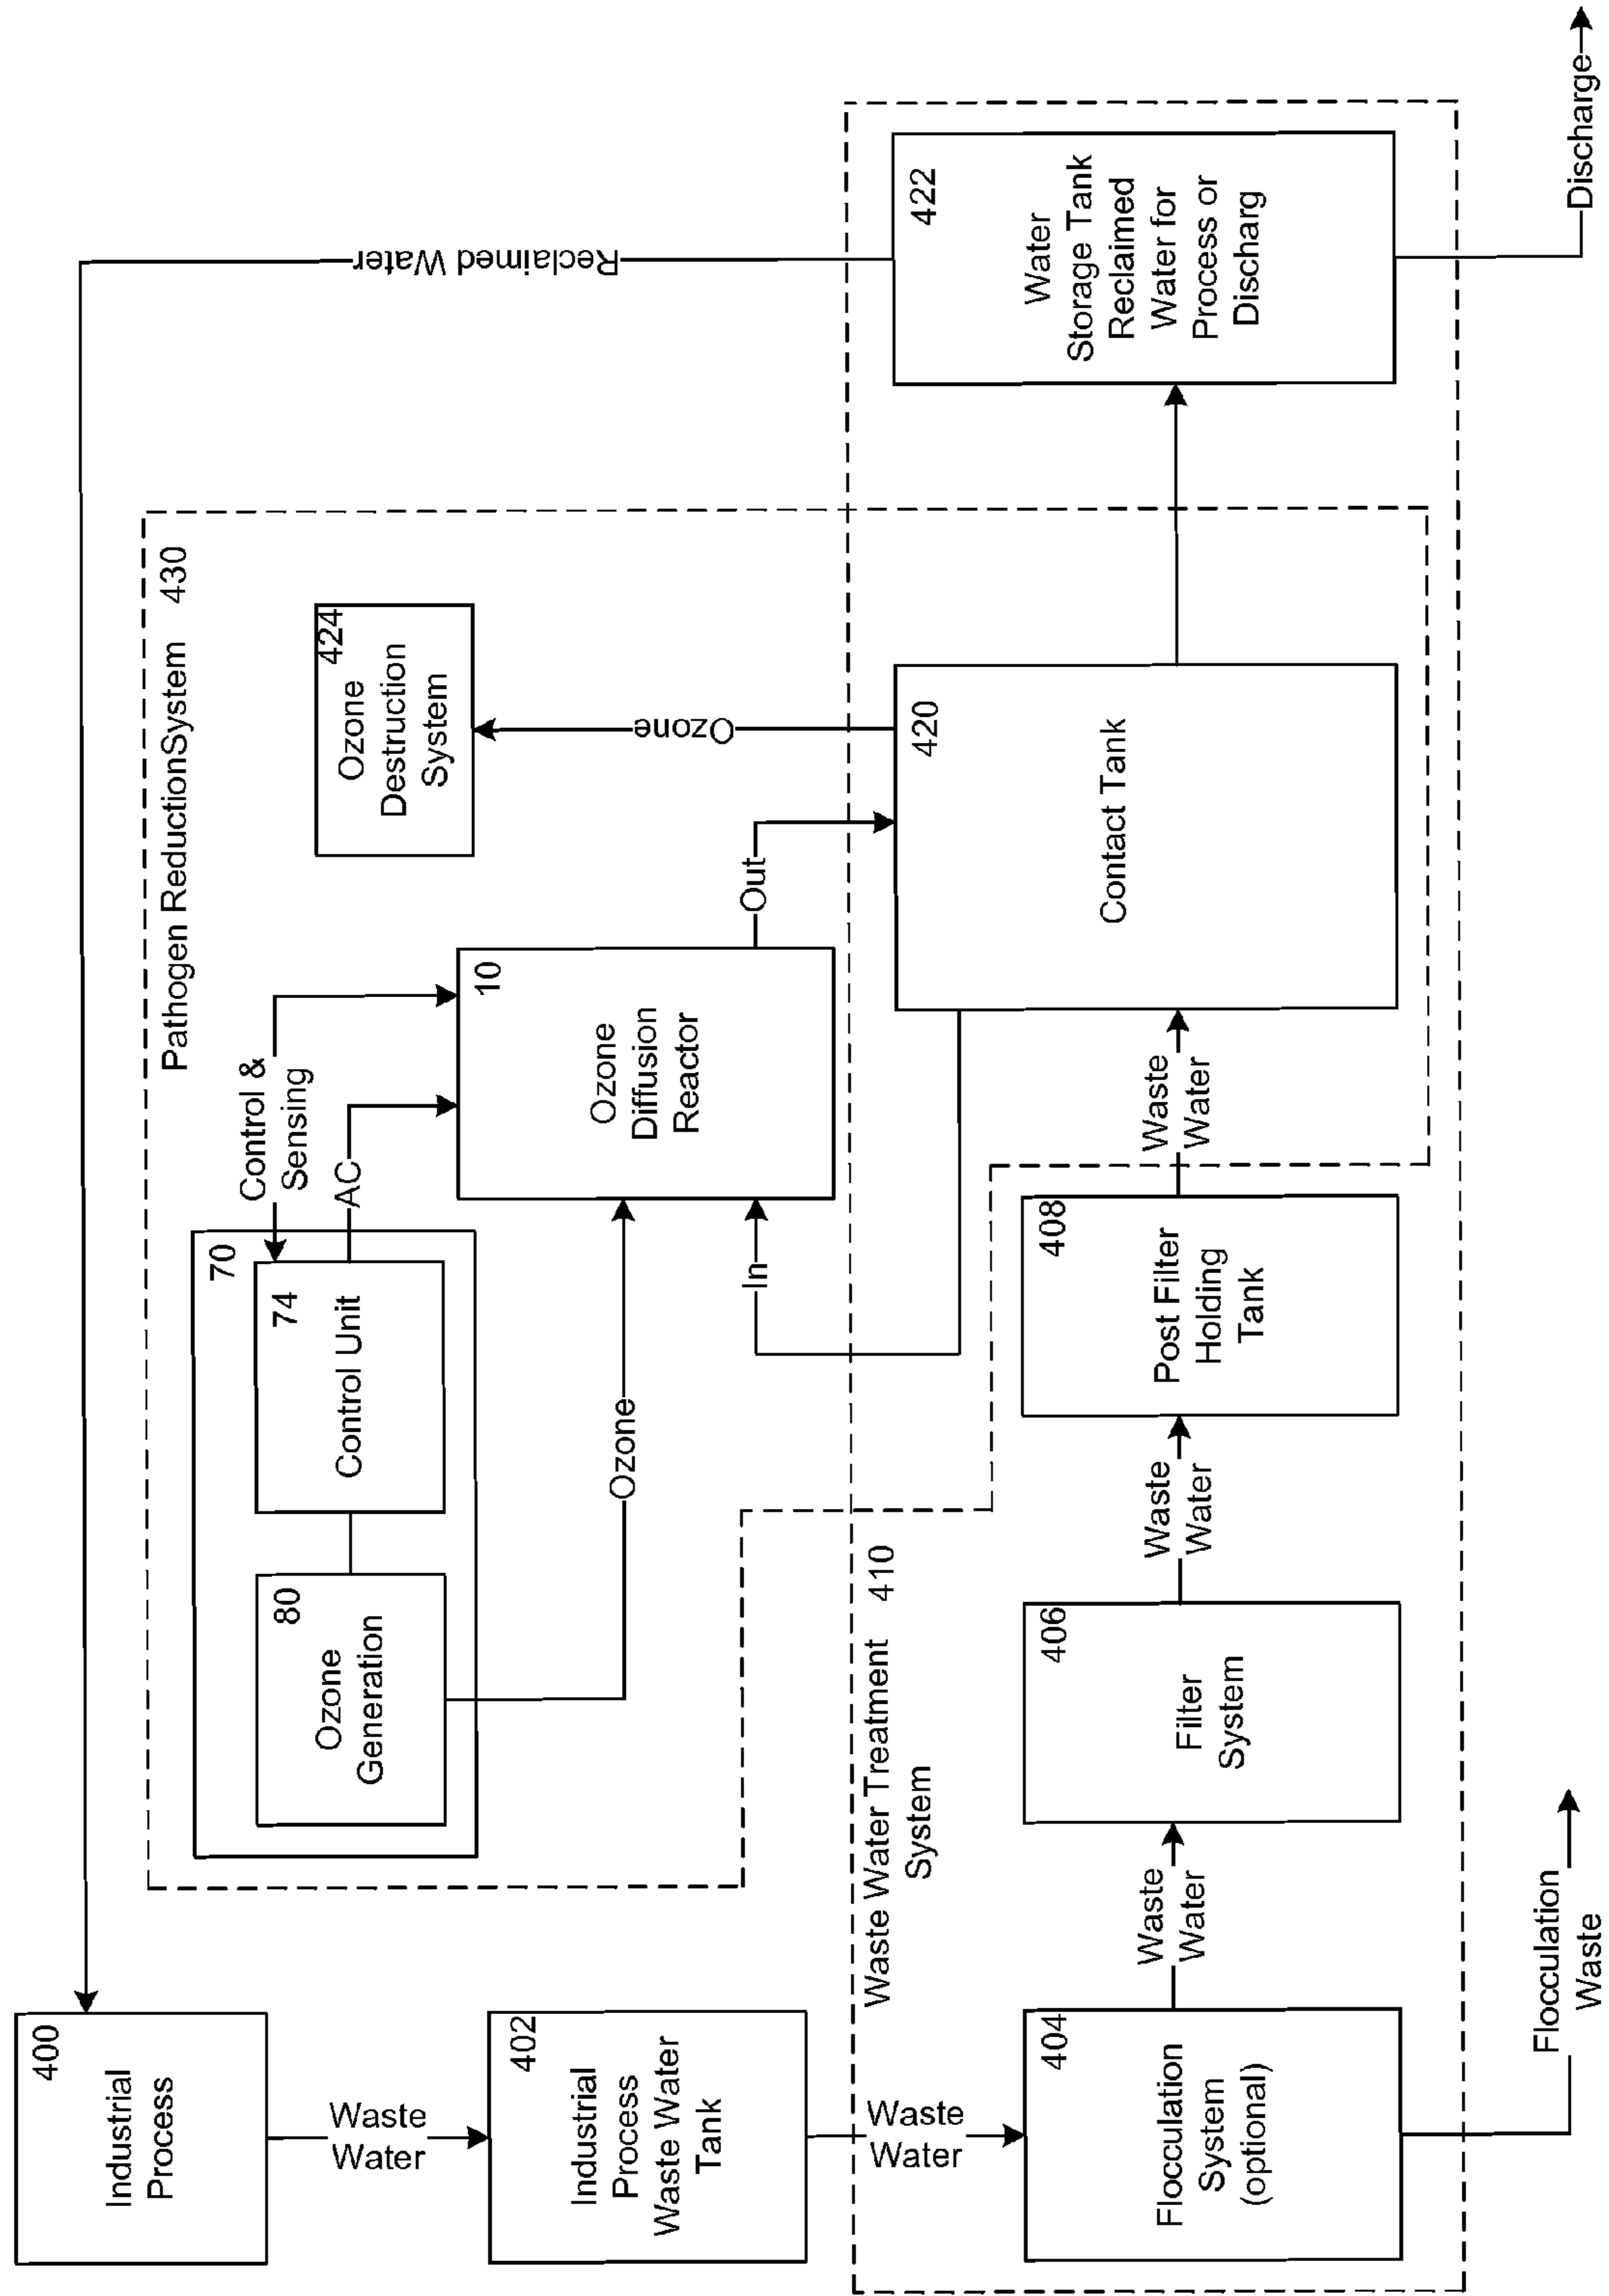 400
Industrial
Process
Waste
Water
402
Industrial
Process
Waste Water
Tank
Waste
Water
Reclaimed Water
Pathogen ReductionSystem 430
70
80
Ozone
Generation
74
Control Unit
Control &
Sensing
AC
Ozone
10
Ozone
Diffusion
Reactor
In
Out
424
Ozone
Destruction
System
Ozone
Waste Water Treatment 410
System
404
Flocculation
System
(optional)
Waste
Water
406
Filter
System
Waste
Water
408
Post Filter
Holding
Tank
Waste
Water
420
Contact Tank
422
Water
Storage Tank
Reclaimed
Water for
Process or
Discharg
Flocculation
Waste
Discharge